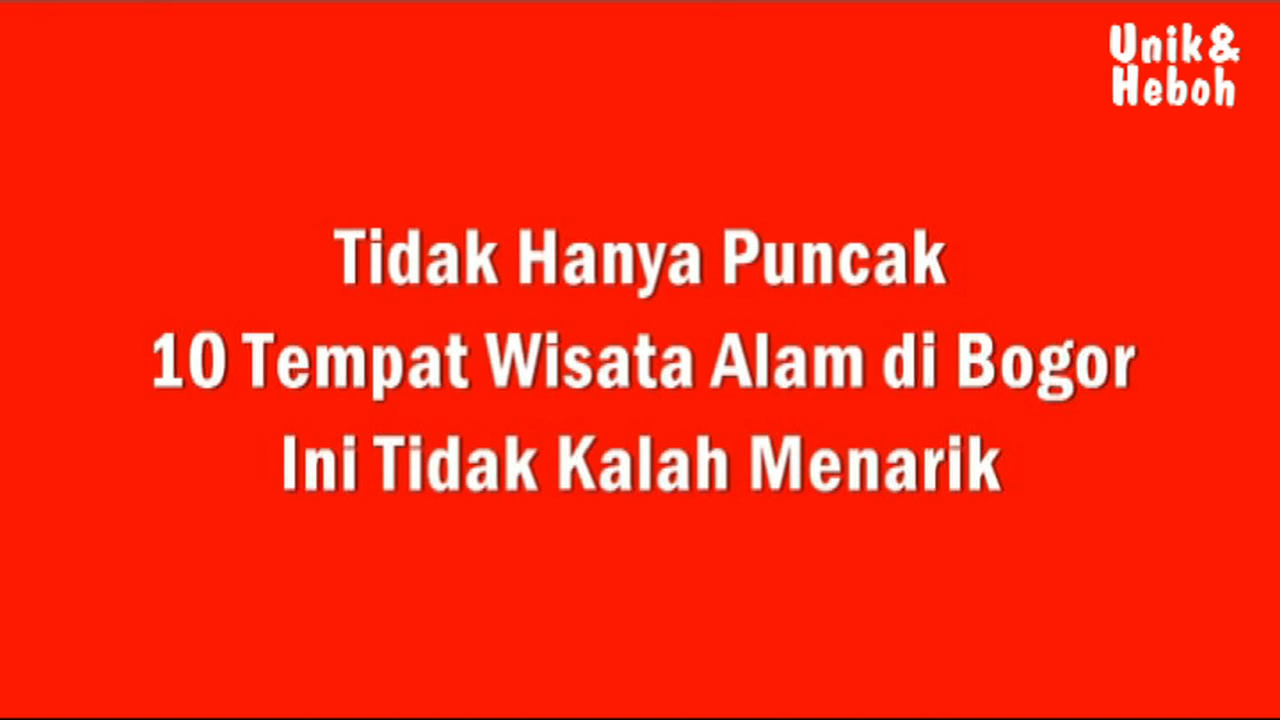 Unik&
Heboh
Tidak Hanya Puncak
10 Tempat Wisata Alam di Bogor
Ini Tidak Kalah Menarik